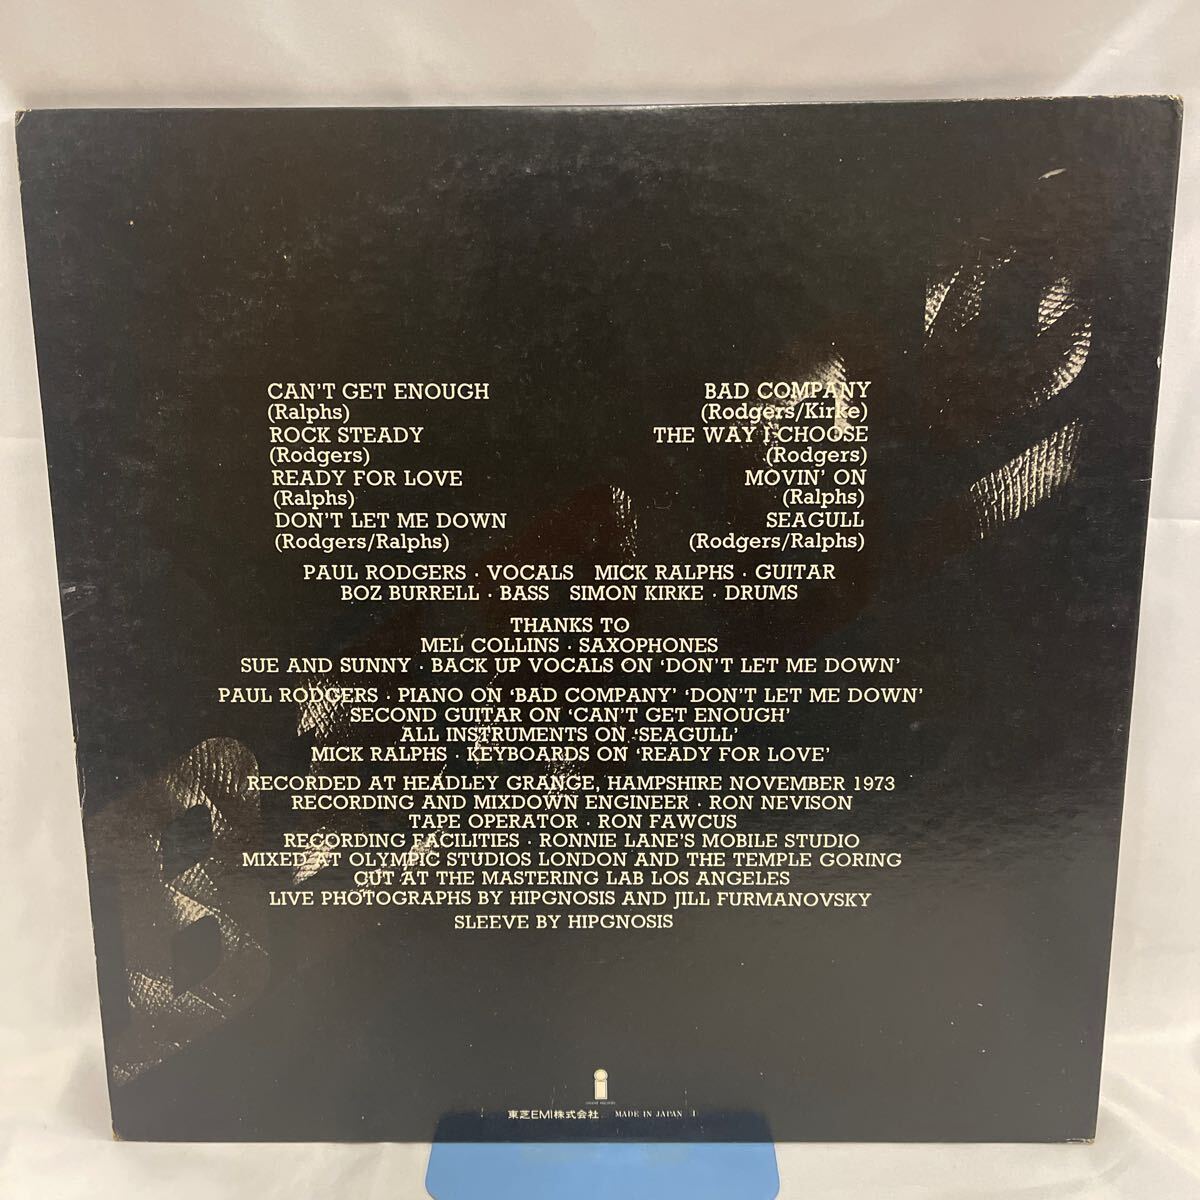 CAN'T GET ENOUGH
(Ralphs)
ROCK STEADY
(Rodgers)
READY FOR LOVE
(Ralphs)
DON'T LET ME DOWN
(Rodgers/Ralphs)
BAD COMPANY
(Rodgers/Kirke)
THE WAY I CHOOSE
(Rodgers)
MOVIN' ON
(Ralphs)
SEAGULL
(Rodgers/Ralphs)
PAUL RODGERS · VOCALS MICK RALPHS · GUITAR
BOZ BURRELL · BASS SIMON KIRKE · DRUMS
THANKS TO
MEL COLLINS · SAXOPHONES
SUE AND SUNNY · BACK UP VOCALS ON 'DON'T LET ME DOWN'
PAUL RODGERS · PIANO ON 'BAD COMPANY' 'DON'T LET ME DOWN'
SECOND GUITAR ON 'CAN'T GET ENOUGH'
ALL INSTRUMENTS ON 'SEAGULL'
MICK RALPHS · KEYBOARDS ON 'READY FOR LOVE'
RECORDED AT HEADLEY GRANGE, HAMPSHIRE NOVEMBER 1973
RECORDING AND MIXDOWN ENGINEER · RON NEVISON
TAPE OPERATOR · RON FAWCUS
RECORDING FACILITIES · RONNIE LANE'S MOBILE STUDIO
MIXED AT OLYMPIC STUDIOS LONDON AND THE TEMPLE GORING
CUT AT THE MASTERING LAB LOS ANGELES
LIVE PHOTOGRAPHS BY HIPGNOSIS AND JILL FURMANOVSKY
SLEEVE BY HIPGNOSIS
B
i
東芝EMI株式会社 MADE IN JAPAN